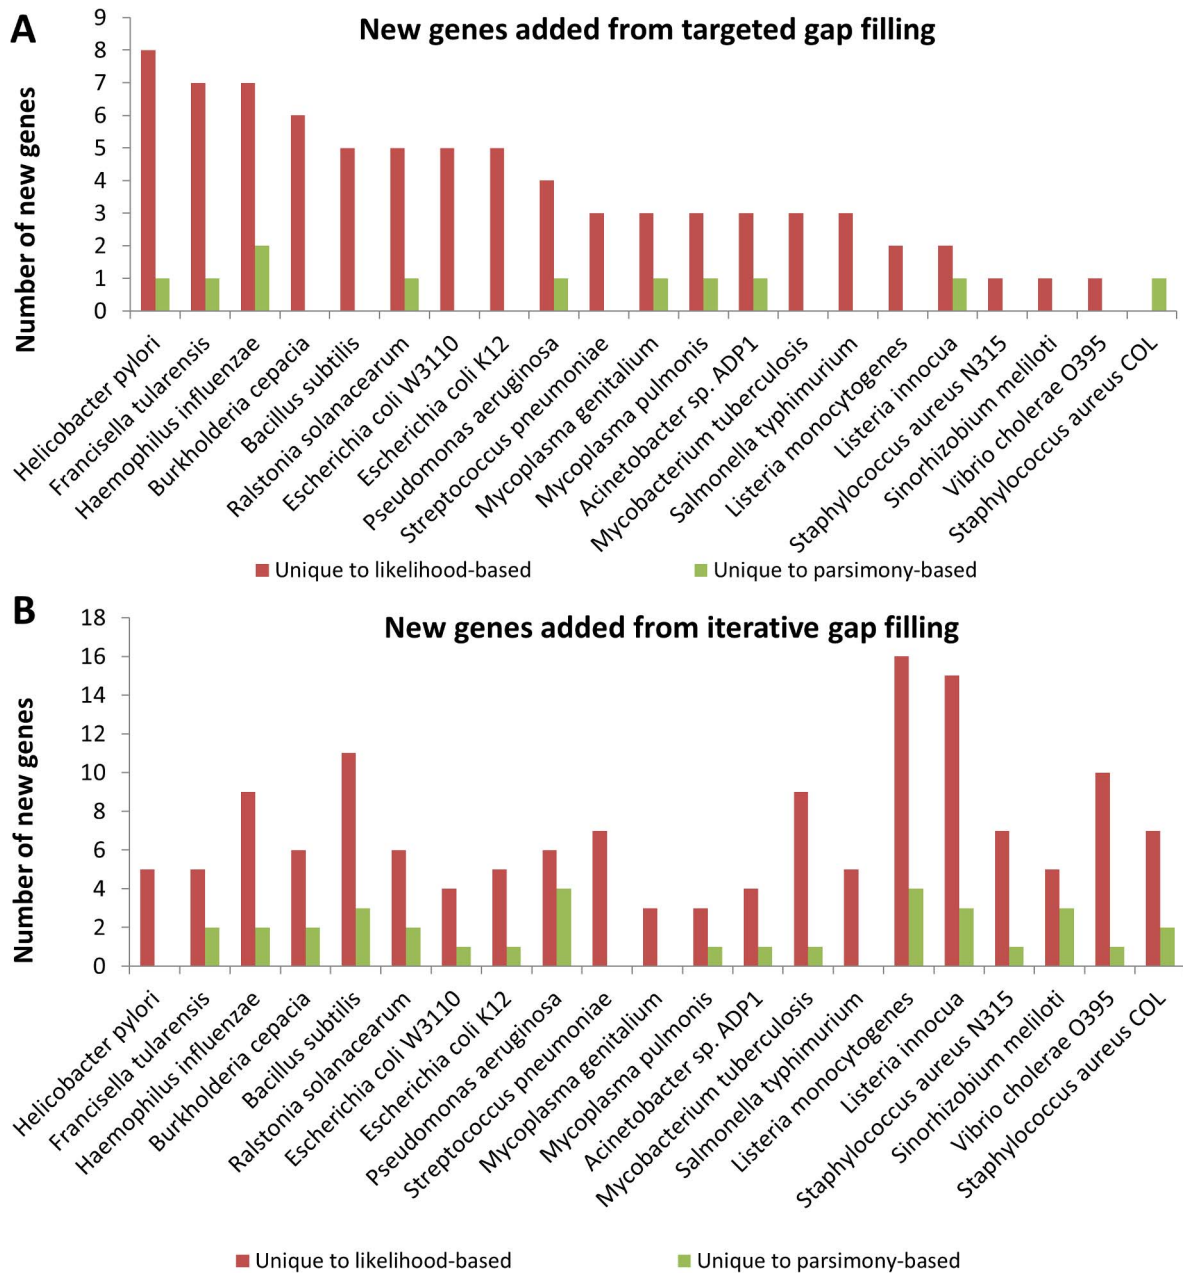 A
New genes added from targeted gap filling
Number of new genes
9
8
7
6
5
4
3
2
1
0
Helicobacter pylori
Francisella tularensis
Haemophilus influenzae
Burkholderia cepacia
Bacillus subtilis
Ralstonia solanacearum
Escherichia coli W3110
Escherichia coli K12
Pseudomonas aeruginosa
Streptococcus pneumoniae
Mycoplasma genitalium
Mycoplasma pulmonis
Acinetobacter sp. ADP1
Mycobacterium tuberculosis
Salmonella typhimurium
Listeria monocytogenes
Listeria innocua
Staphylococcus aureus N315
Sinorhizobium meliloti
Vibrio cholerae O395
Staphylococcus aureus COL
Unique to likelihood-based
Unique to parsimony-based
B
New genes added from iterative gap filling
Number of new genes
18
16
14
12
10
8
6
4
2
0
Helicobacter pylori
Francisella tularensis
Haemophilus influenzae
Burkholderia cepacia
Bacillus subtilis
Ralstonia solanacearum
Escherichia coli W3110
Escherichia coli K12
Pseudomonas aeruginosa
Streptococcus pneumoniae
Mycoplasma genitalium
Mycoplasma pulmonis
Acinetobacter sp. ADP1
Mycobacterium tuberculosis
Salmonella typhimurium
Listeria monocytogenes
Listeria innocua
Staphylococcus aureus N315
Sinorhizobium meliloti
Vibrio cholerae O395
Staphylococcus aureus COL
Unique to likelihood-based
Unique to parsimony-based